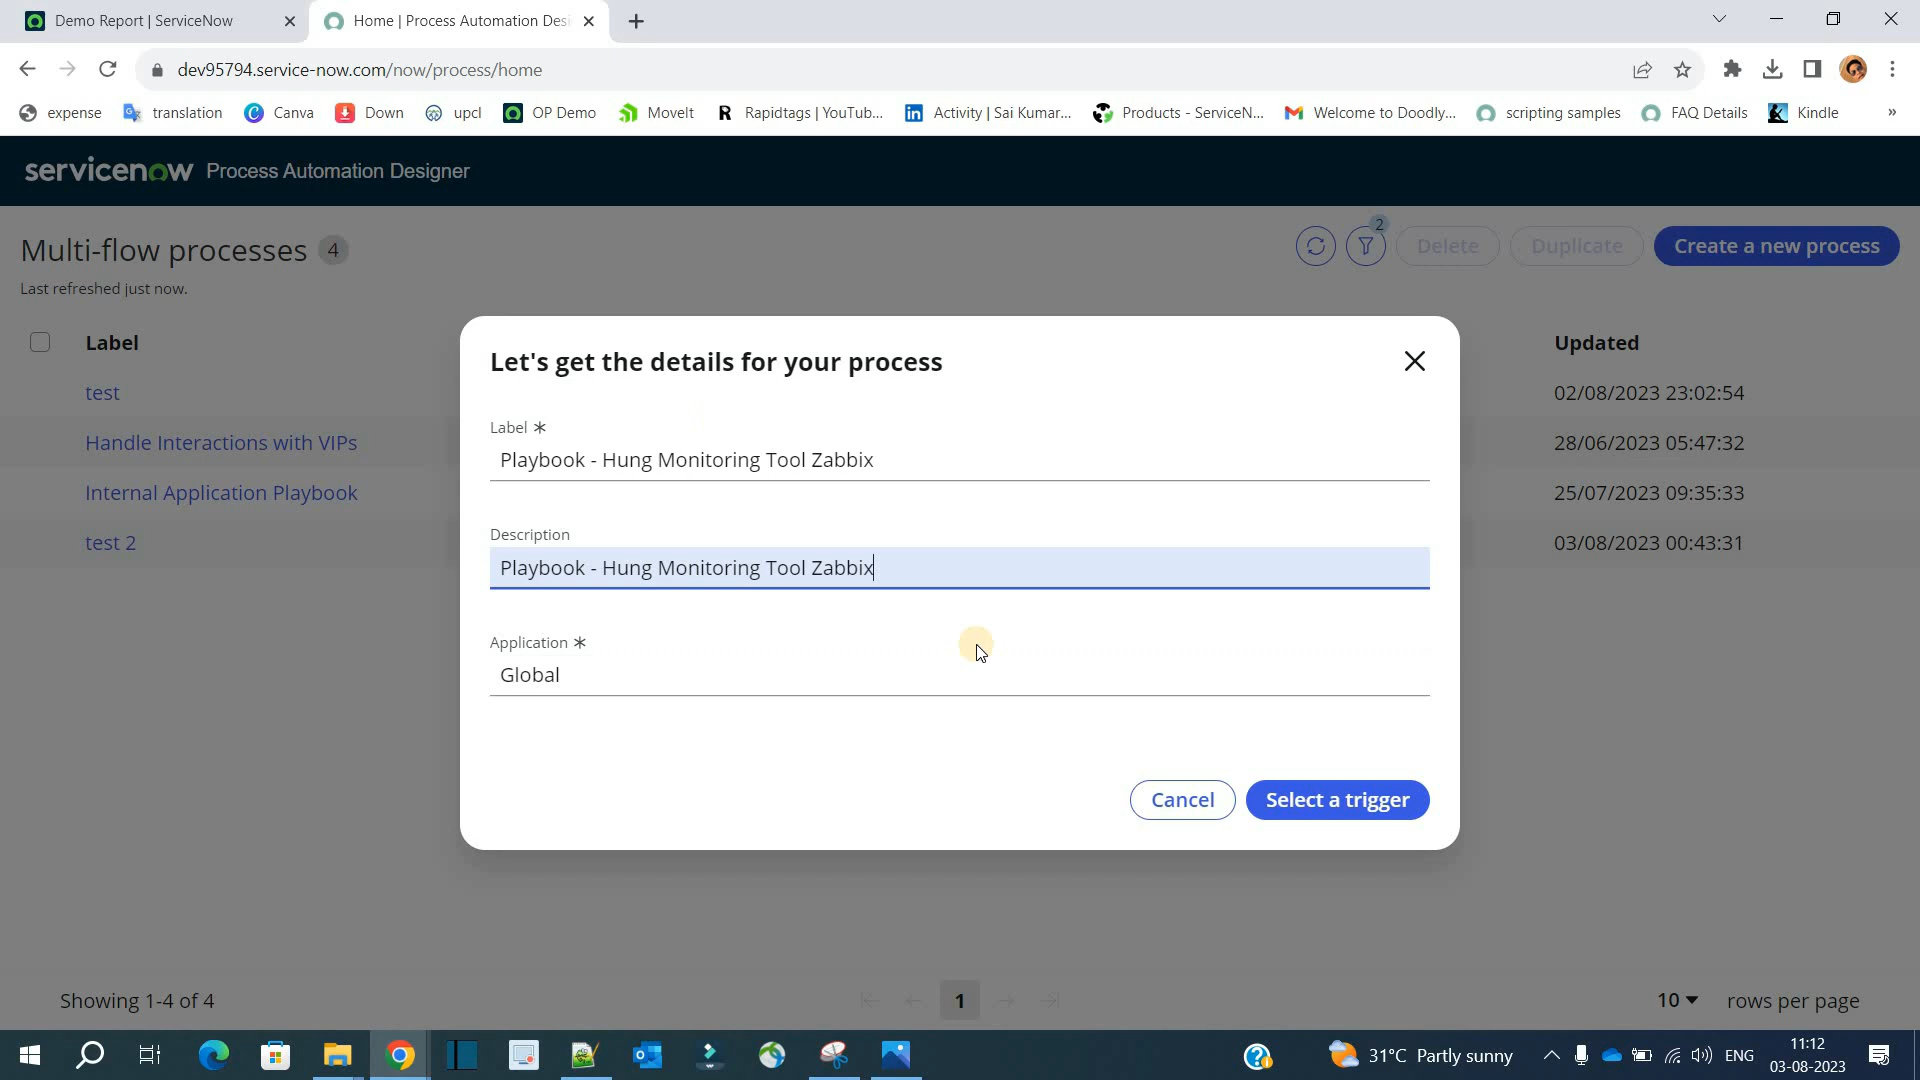 Demo Report | ServiceNow
Home | Process Automation Des
dev95794.service-now.com/now/process/home
expense
translation
Canva
Down
upcl
OP Demo
MoveIt
Rapidtags | YouTub...
Activity | Sai Kumar...
Products - ServiceN...
Welcome to Doodly...
scripting samples
FAQ Details
Kindle
»
servicenow Process Automation Designer
Multi-flow processes 4
2
Delete
Duplicate
Create a new process
Last refreshed just now.
Label
Updated
test
02/08/2023 23:02:54
Handle Interactions with VIPs
28/06/2023 05:47:32
Internal Application Playbook
25/07/2023 09:35:33
test 2
03/08/2023 00:43:31
Let's get the details for your process
Label *
Playbook - Hung Monitoring Tool Zabbix
Description
Playbook - Hung Monitoring Tool Zabbix
Application *
Global
Cancel
Select a trigger
Showing 1-4 of 4
1
10 rows per page
31°C Partly sunny
ENG
11:12
03-08-2023